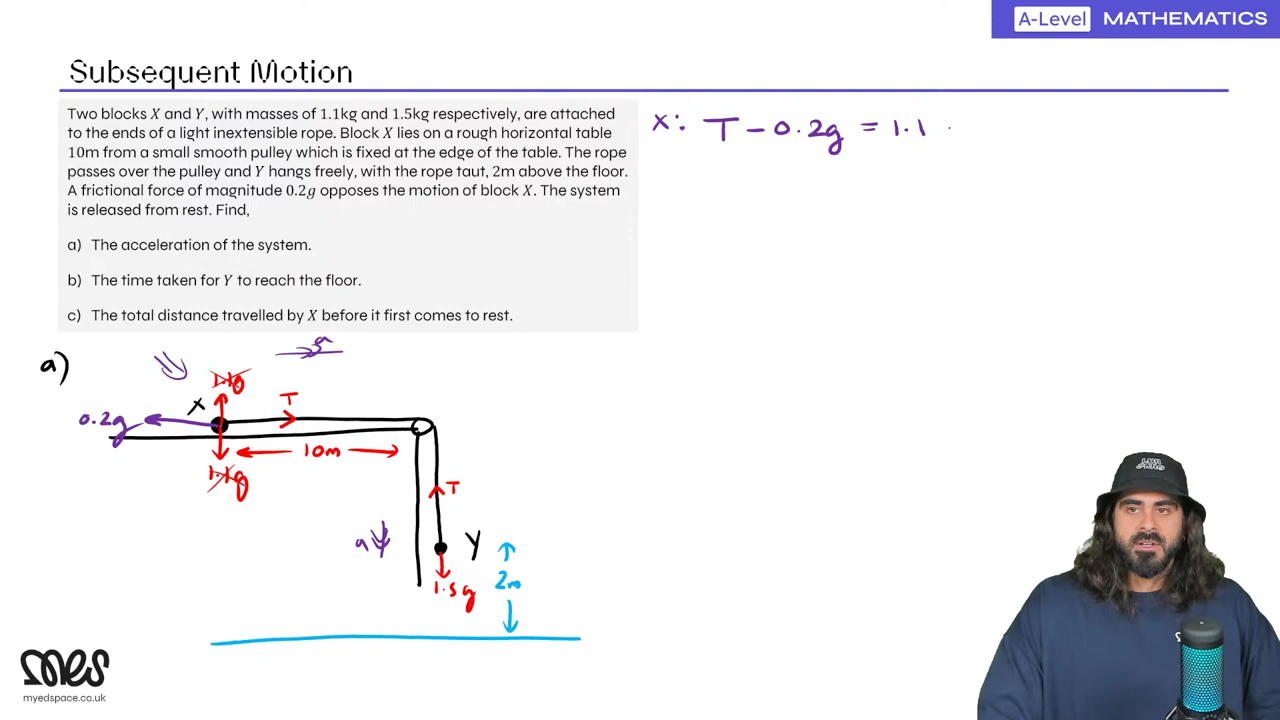 A-Level MATHEMATICS
Subsequent Motion
Two blocks X and Y, with masses of 1.1kg and 1.5kg respectively, are attached
to the ends of a light inextensible rope. Block X lies on a rough horizontal table
10m from a small smooth pulley which is fixed at the edge of the table. The rope
passes over the pulley and Y hangs freely, with the rope taut, 2m above the floor.
A frictional force of magnitude 0.2g opposes the motion of block X. The system
is released from rest. Find,
a) The acceleration of the system.
b) The time taken for Y to reach the floor.
c) The total distance travelled by X before it first comes to rest.
X: T - 0.2g = 1.1
a)
a
1.1g
X
T
0.2g
10m
1.1g
T
a
Y
2m
1.5g
mes
myedspace.co.uk